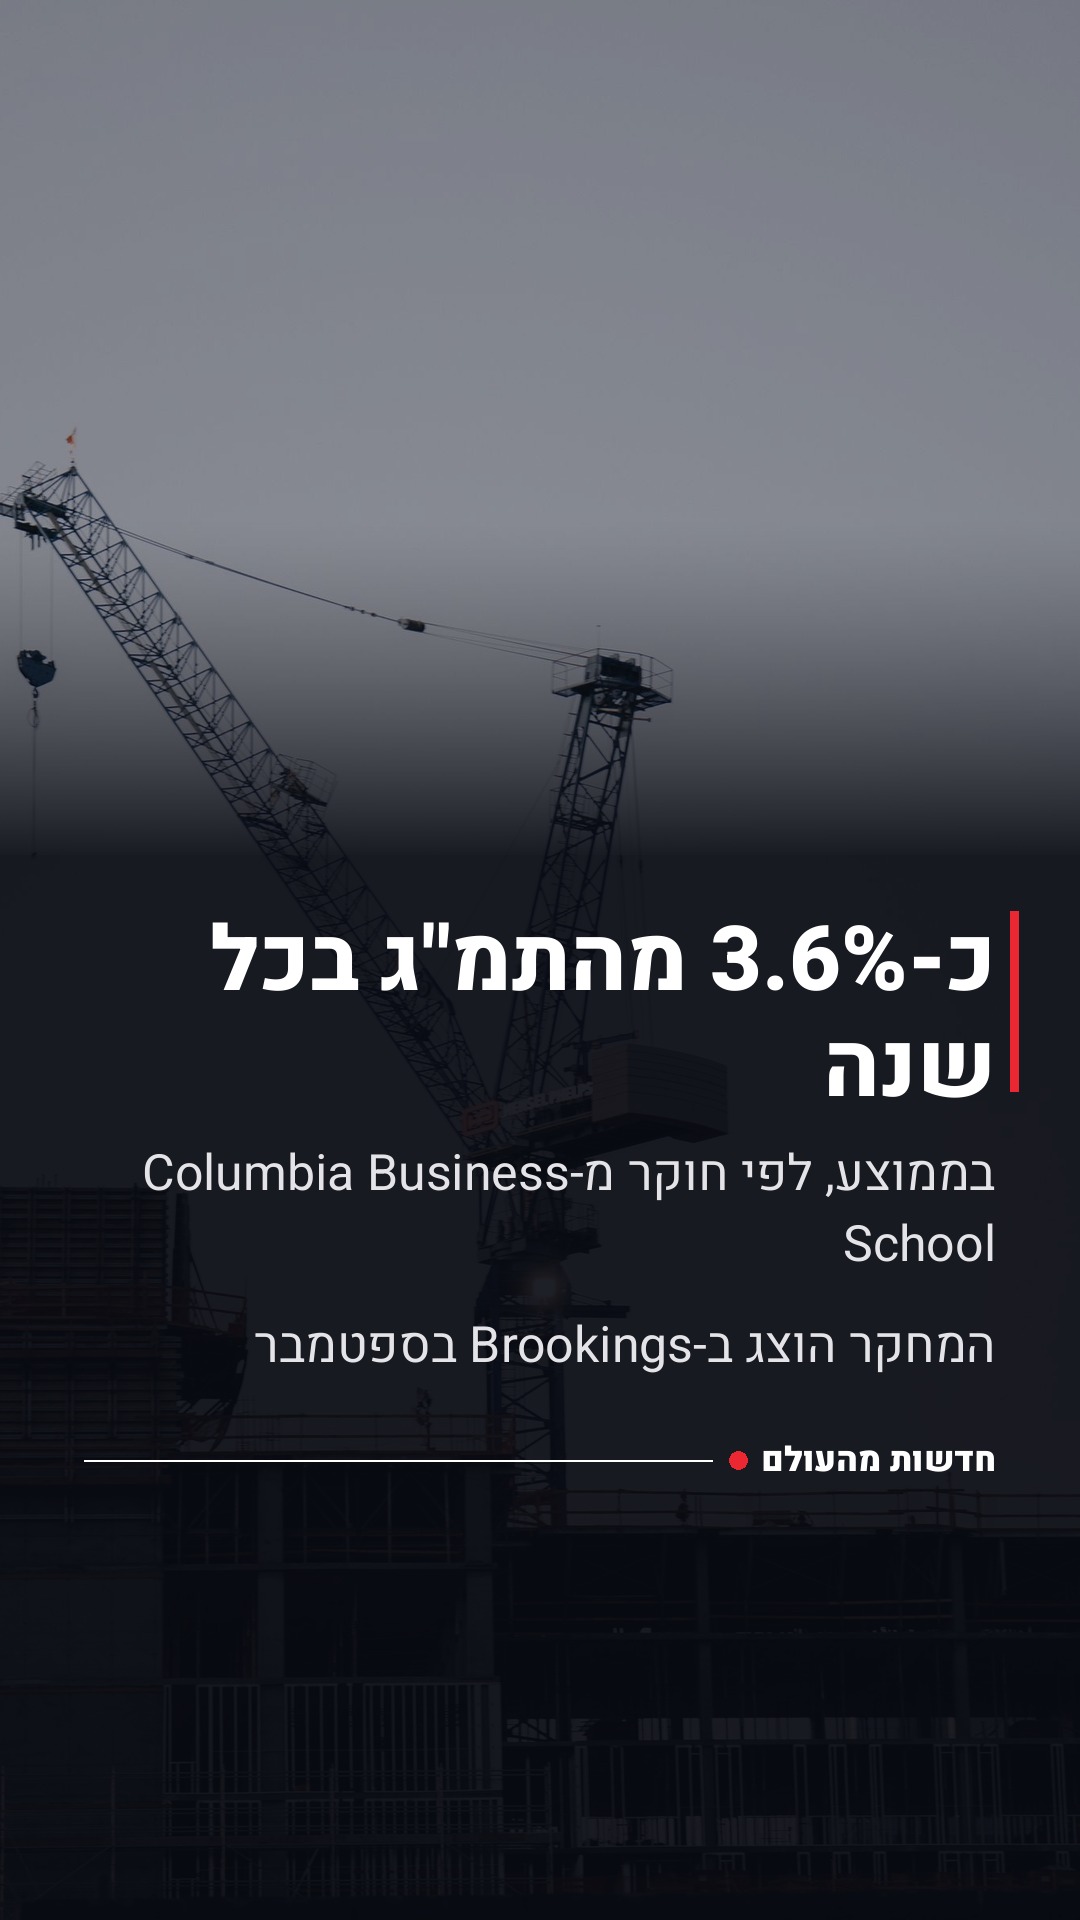 כ-3.6% מהתמ"ג בכל
שנה
בממוצע, לפי חוקר מ-Columbia Business
School
המחקר הוצג ב-Brookings בספטמבר
חדשות מהעולם